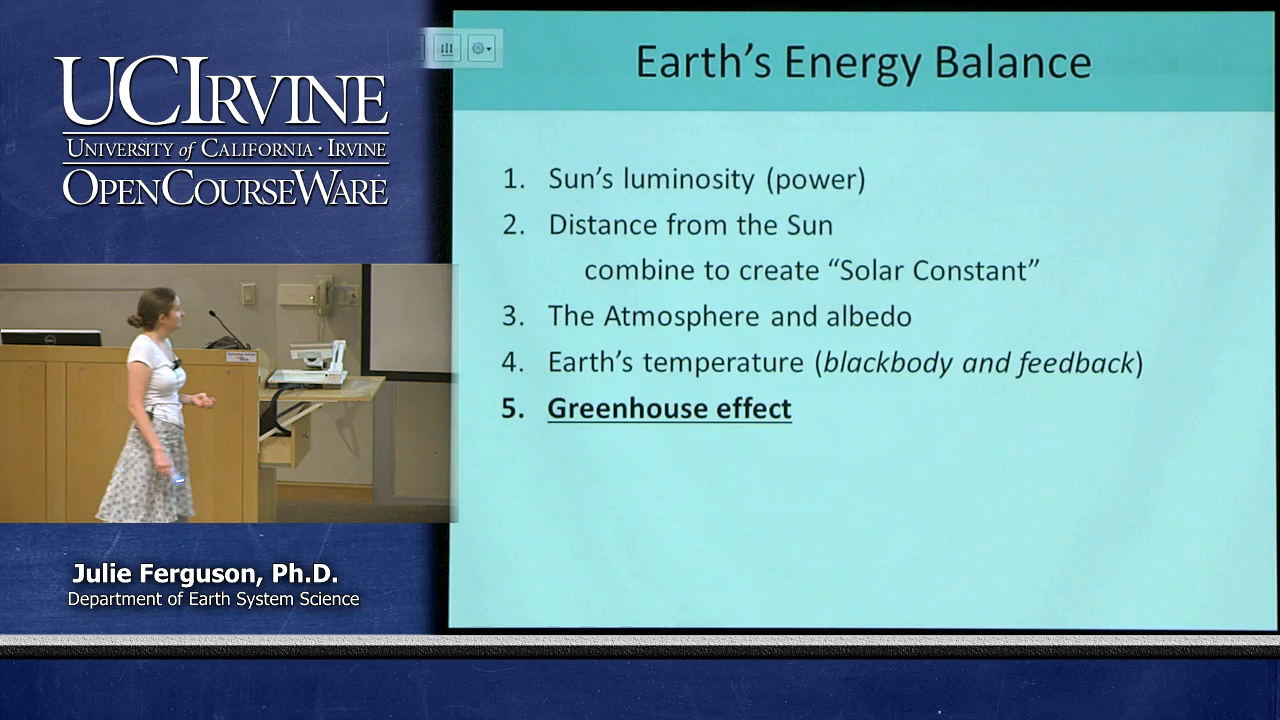 UCIRVINE
UNIVERSITY of CALIFORNIA · IRVINE
OPENCOURSEWARE
Earth's Energy Balance
1. Sun's luminosity (power)
2. Distance from the Sun
combine to create “Solar Constant”
3. The Atmosphere and albedo
4. Earth's temperature (blackbody and feedback)
5. Greenhouse effect
Julie Ferguson, Ph.D.
Department of Earth System Science